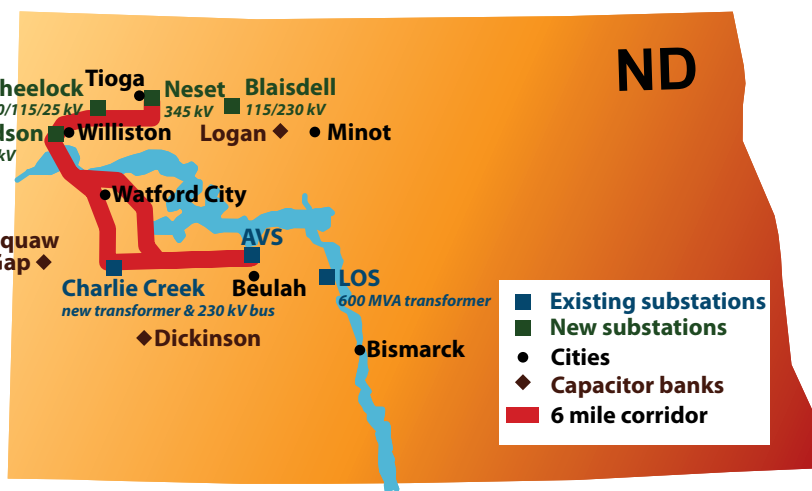 ND
Tioga
heelock
0/115/25 kV
Neset
345 kV
Blaisdell
115/230 kV
dson
kV
Williston
Logan
Minot
Watford City
quaw
Gap
AVS
Charlie Creek
new transformer & 230 kV bus
Beulah
LOS
600 MVA transformer
Dickinson
Bismarck
Existing substations
New substations
Cities
Capacitor banks
6 mile corridor